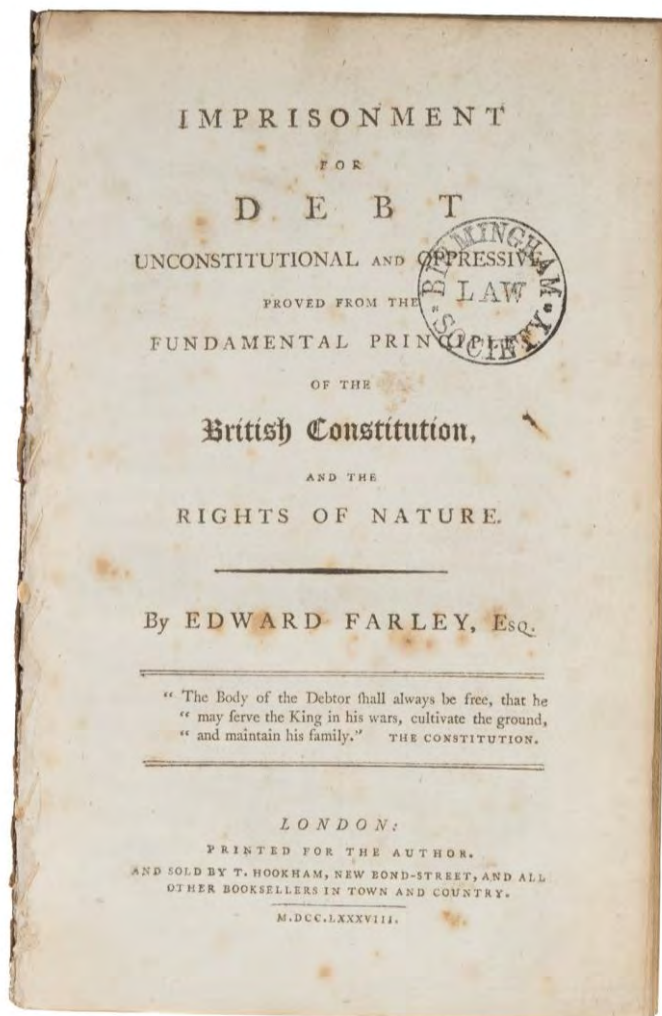 IMPRISONMENT
FOR
DEBT
UNCONSTITUTIONAL AND OPPRESSIVE
PROVED FROM THE
FUNDAMENTAL PRINCIPLES
OF THE
British Constitution,
AND THE
RIGHTS OF NATURE.
By EDWARD FARLEY, ESQ.
“ The Body of the Debtor ſhall always be free, that he
“ may ſerve the King in his wars, cultivate the ground,
“ and maintain his family.” THE CONSTITUTION.
LONDON:
PRINTED FOR THE AUTHOR.
AND SOLD BY T. HOOKHAM, NEW BOND-STREET, AND ALL
OTHER BOOKSELLERS IN TOWN AND COUNTRY.
M.DCC.LXXXVIII.
BIRMINGHAM
LAW
SOCIETY